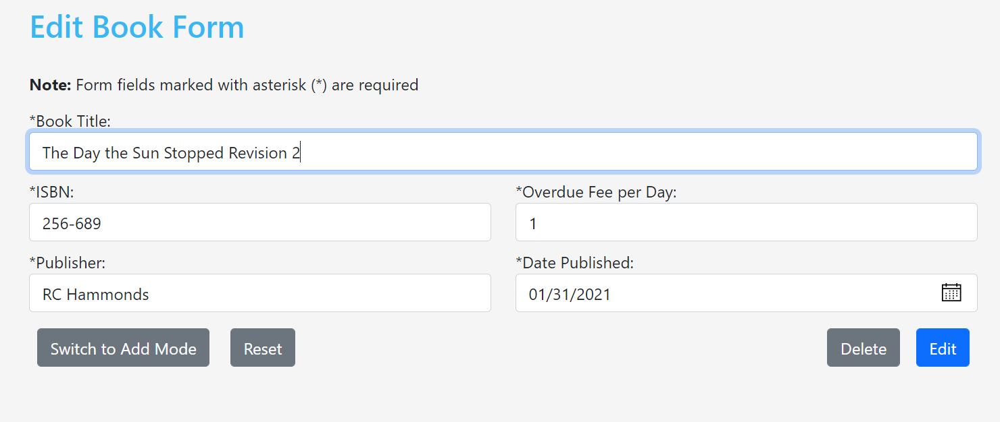 Edit Book Form
Note: Form fields marked with asterisk (*) are required
*Book Title:
The Day the Sun Stopped Revision 2
*ISBN:
256-689
*Overdue Fee per Day:
1
*Publisher:
RC Hammonds
*Date Published:
01/31/2021
Switch to Add Mode
Reset
Delete
Edit